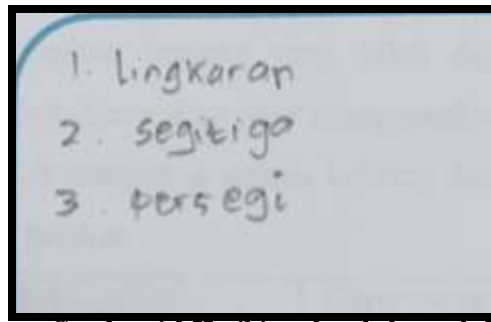 1. lingkaran
2. segitiga
3. persegi